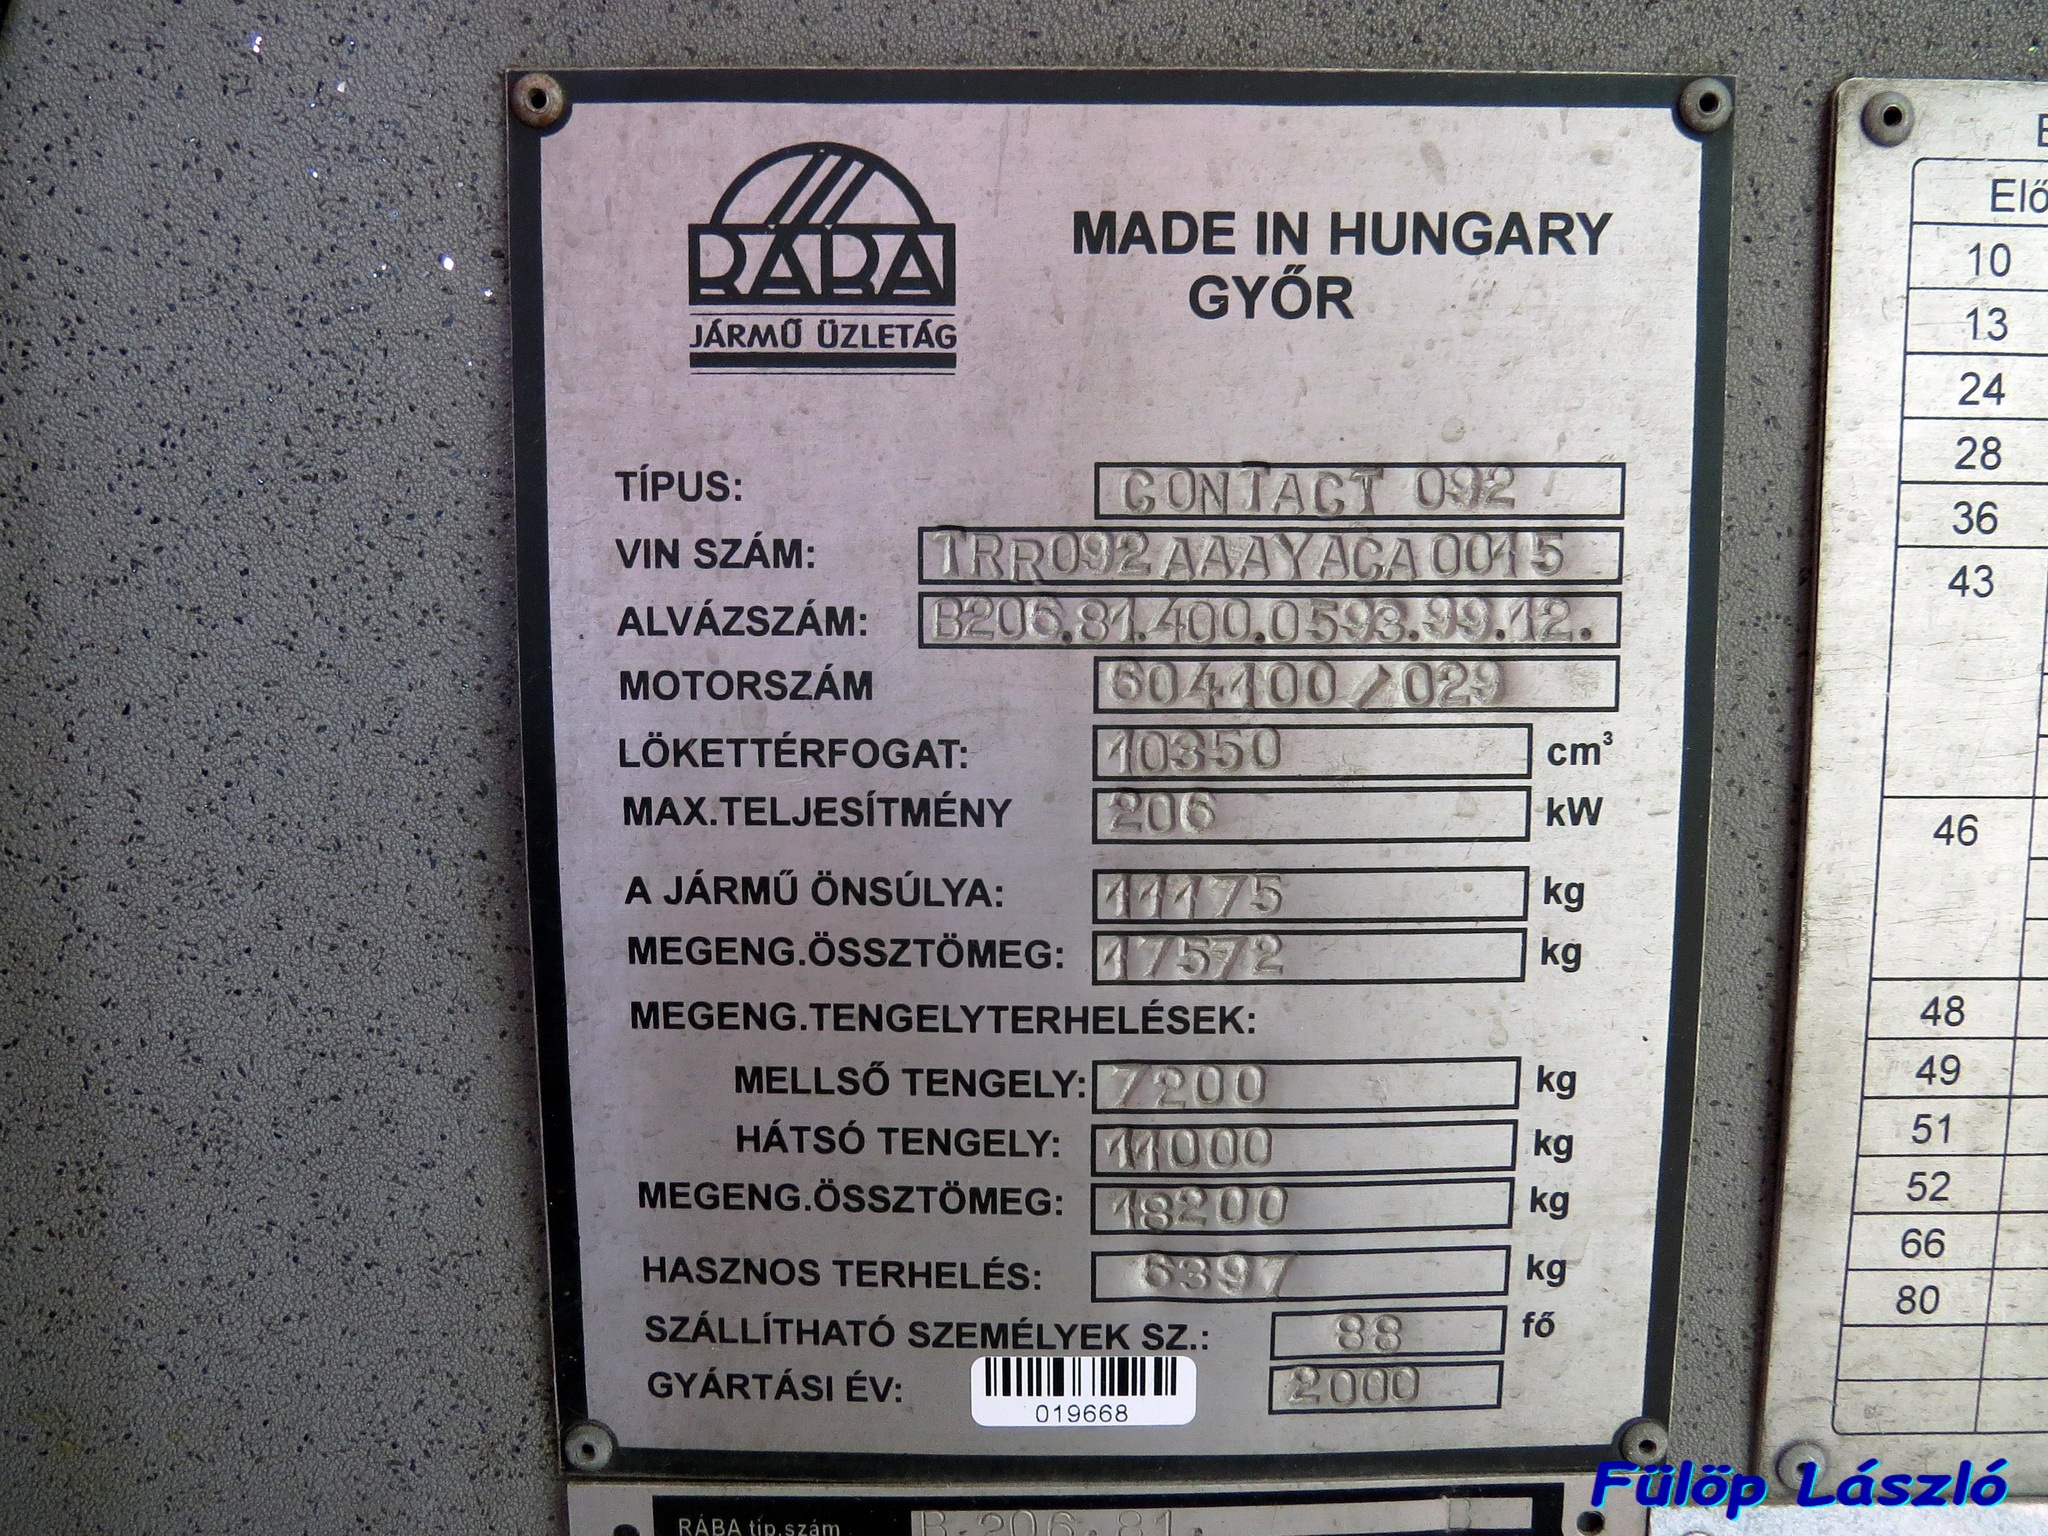 RÁBA
JÁRMŰ ÜZLETÁG
MADE IN HUNGARY
GYŐR
TÍPUS: CONTACT 092
VIN SZÁM: TRR092AAAYACA0015
ALVÁZSZÁM: B206.81.400.0593.99.12.
MOTORSZÁM 604100/029
LÖKETTÉRFOGAT: 10350 cm³
MAX.TELJESÍTMÉNY 206 kW
A JÁRMŰ ÖNSÚLYA: 11175 kg
MEGENG.ÖSSZTÖMEG: 17572 kg
MEGENG.TENGELYTERHELÉSEK:
MELLSŐ TENGELY: 7200 kg
HÁTSÓ TENGELY: 11000 kg
MEGENG.ÖSSZTÖMEG: 18200 kg
HASZNOS TERHELÉS: 6397 kg
SZÁLLÍTHATÓ SZEMÉLYEK SZ.: 88 fő
GYÁRTÁSI ÉV: 2000
019668
RÁBA tip.szám B.206.81.
10
13
24
28
36
43
46
48
49
51
52
66
80
Fülöp László